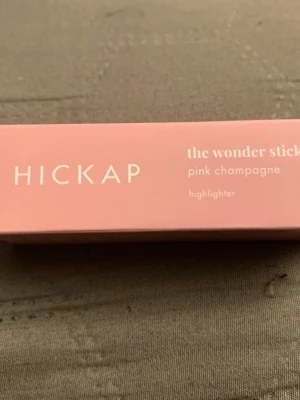 HICKAP
the wonder stick
pink champagne
highlighter